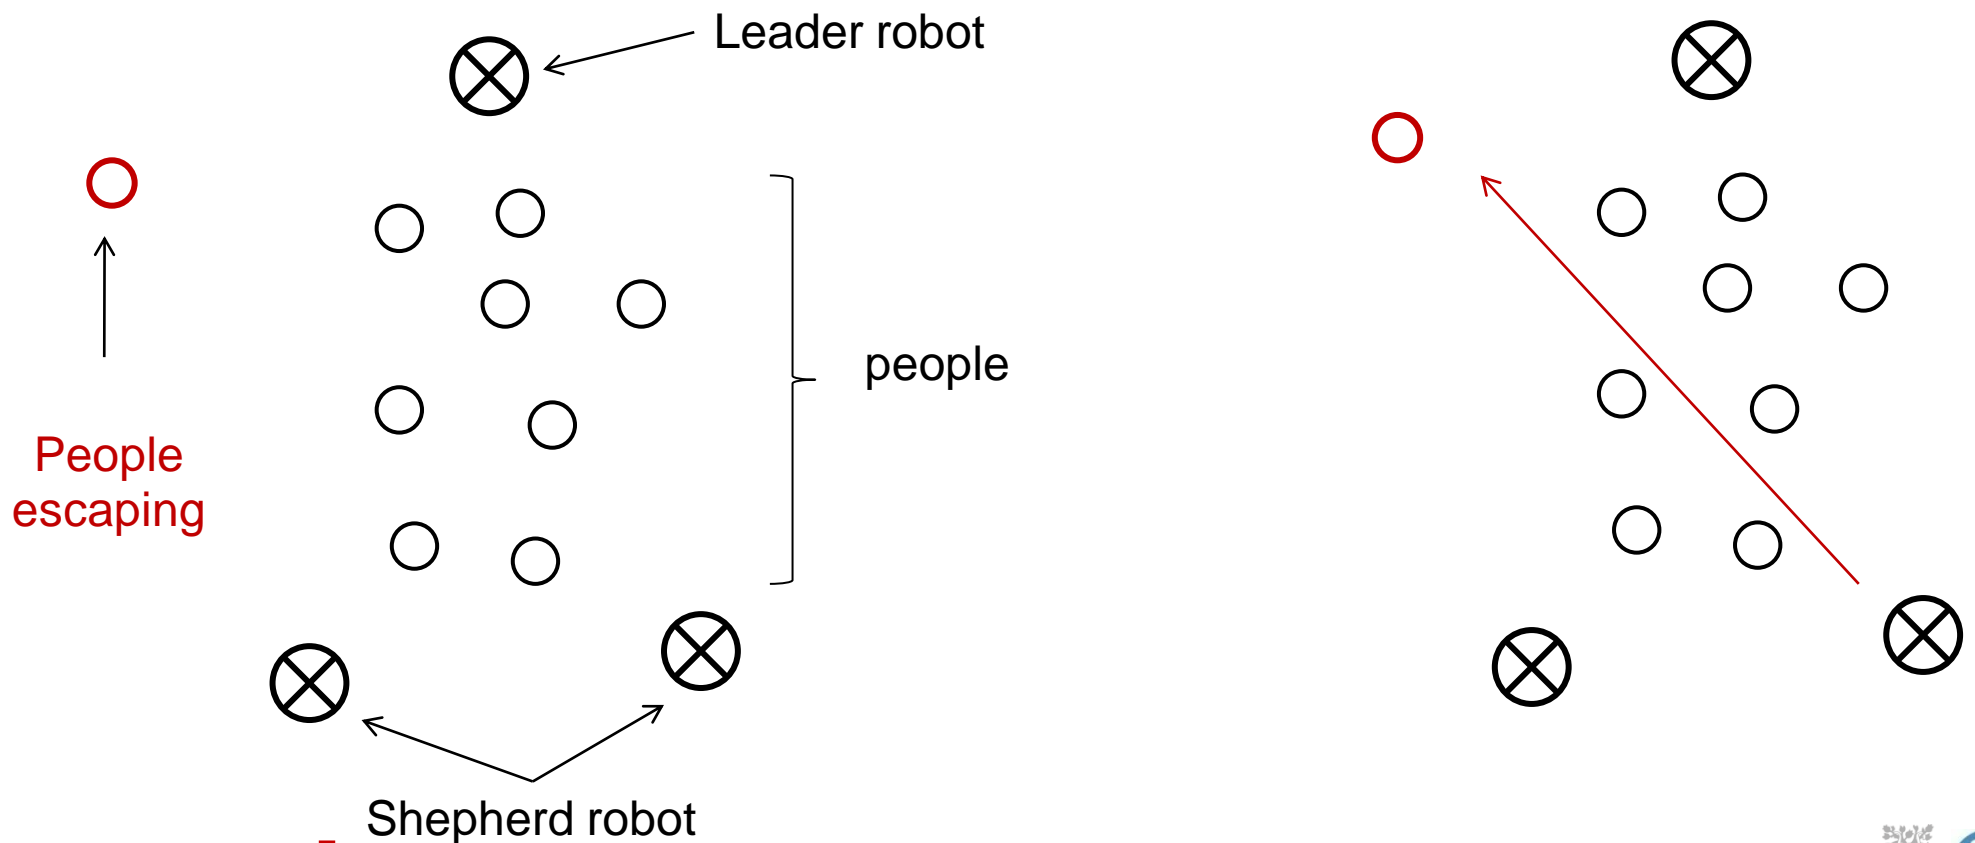 Leader robot
people
People
escaping
Shepherd robot